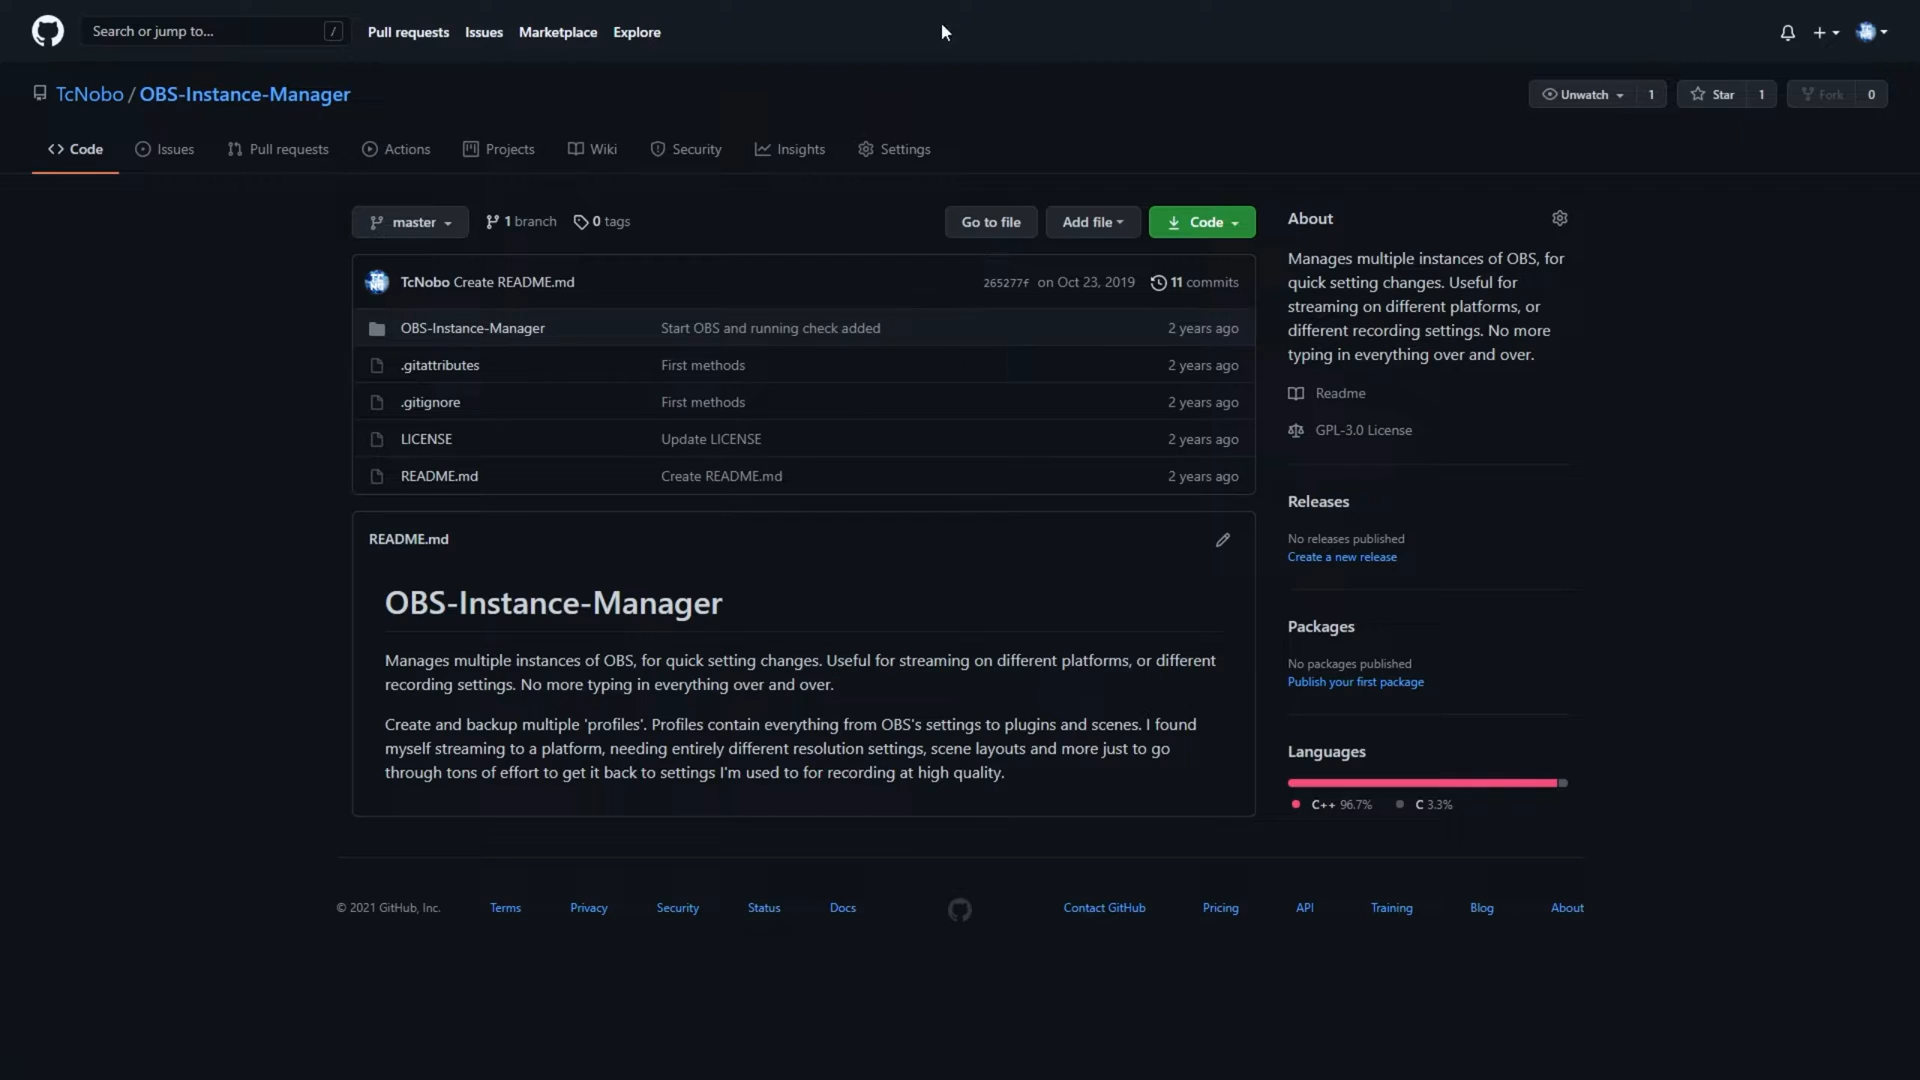 Search or jump to... /
Pull requests Issues Marketplace Explore
TcNobo / OBS-Instance-Manager
Unwatch 1 Star 1 Fork 0
Code Issues Pull requests Actions Projects Wiki Security Insights Settings
master 1 branch 0 tags Go to file Add file Code
TcNobo Create README.md 265277f on Oct 23, 2019 11 commits
OBS-Instance-Manager Start OBS and running check added 2 years ago
.gitattributes First methods 2 years ago
.gitignore First methods 2 years ago
LICENSE Update LICENSE 2 years ago
README.md Create README.md 2 years ago
README.md
OBS-Instance-Manager
Manages multiple instances of OBS, for quick setting changes. Useful for streaming on different platforms, or different
recording settings. No more typing in everything over and over.
Create and backup multiple 'profiles'. Profiles contain everything from OBS's settings to plugins and scenes. I found
myself streaming to a platform, needing entirely different resolution settings, scene layouts and more just to go
through tons of effort to get it back to settings I'm used to for recording at high quality.
About
Manages multiple instances of OBS, for
quick setting changes. Useful for
streaming on different platforms, or
different recording settings. No more
typing in everything over and over.
Readme
GPL-3.0 License
Releases
No releases published
Create a new release
Packages
No packages published
Publish your first package
Languages
C++ 96.7% C 3.3%
© 2021 GitHub, Inc. Terms Privacy Security Status Docs Contact GitHub Pricing API Training Blog About